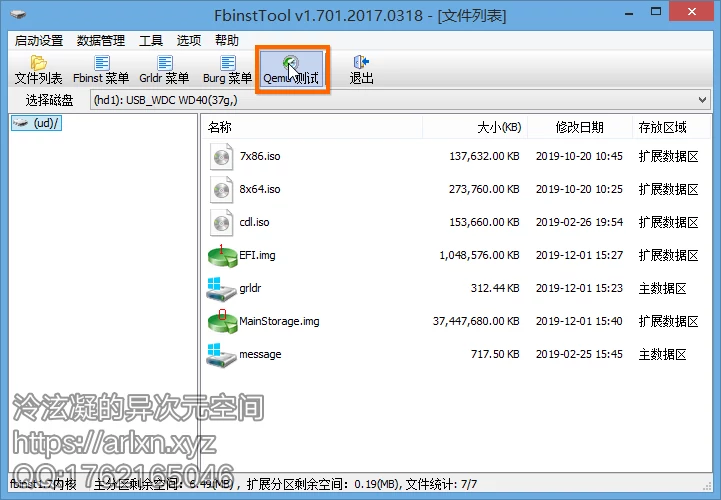 FbinstTool v1.701.2017.0318 - [文件列表]
启动设置 数据管理 工具 选项 帮助
文件列表 Fbinst 菜单 Grldr 菜单 Burg 菜单 Qemu 测试 退出
选择磁盘 (hd1): USB_WDC WD40(37g,)
(ud)/
名称 大小(KB) 修改日期 存放区域
7x86.iso 137,632.00 KB 2019-10-20 10:45 扩展数据区
8x64.iso 273,760.00 KB 2019-10-20 10:25 扩展数据区
cdl.iso 153,660.00 KB 2019-02-26 19:54 扩展数据区
1 EFI.img 1,048,576.00 KB 2019-12-01 15:27 扩展数据区
grldr 312.44 KB 2019-12-01 15:23 主数据区
0 MainStorage.img 37,447,680.00 KB 2019-12-01 15:40 扩展数据区
message 717.50 KB 2019-02-25 15:45 主数据区
冷泫凝的异次元空间
https://arlxn.xyz
QQ:1762165046
fbinst1.7内核 主分区剩余空间: 6.49(MB) , 扩展分区剩余空间: 0.19(MB), 文件统计: 7/7